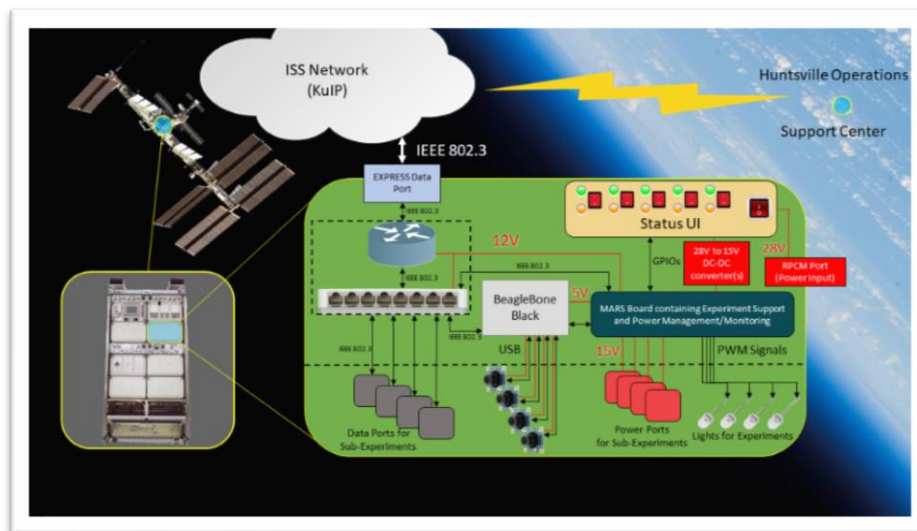 ISS Network
(KuIP)
Huntsville Operations
Support Center
IEEE 802.3
EXPRESS Data
Port
IEEE 802.3
Status UI
12V
28V
28V to 15V
DC-DC
converter(s)
RPCM Port
(Power Input)
GPIOs
IEEE 802.3
IEEE 802.3
BeagleBone
Black
5V
MARS Board containing Experiment Support
and Power Management/Monitoring
IEEE 802.3
IEEE 802.3
USB
15V
PWM Signals
Data Ports for
Sub-Experiments
Power Ports
for Sub-Experiments
Lights for Experiments